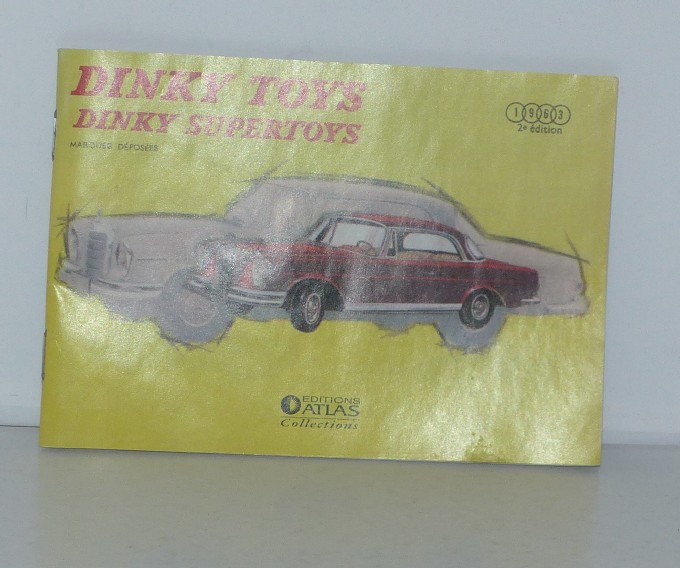 DINKY TOYS
DINKY SUPERTOYS
MARQUES DÉPOSÉES
1963
2e édition
EDITIONS
ATLAS
Collections